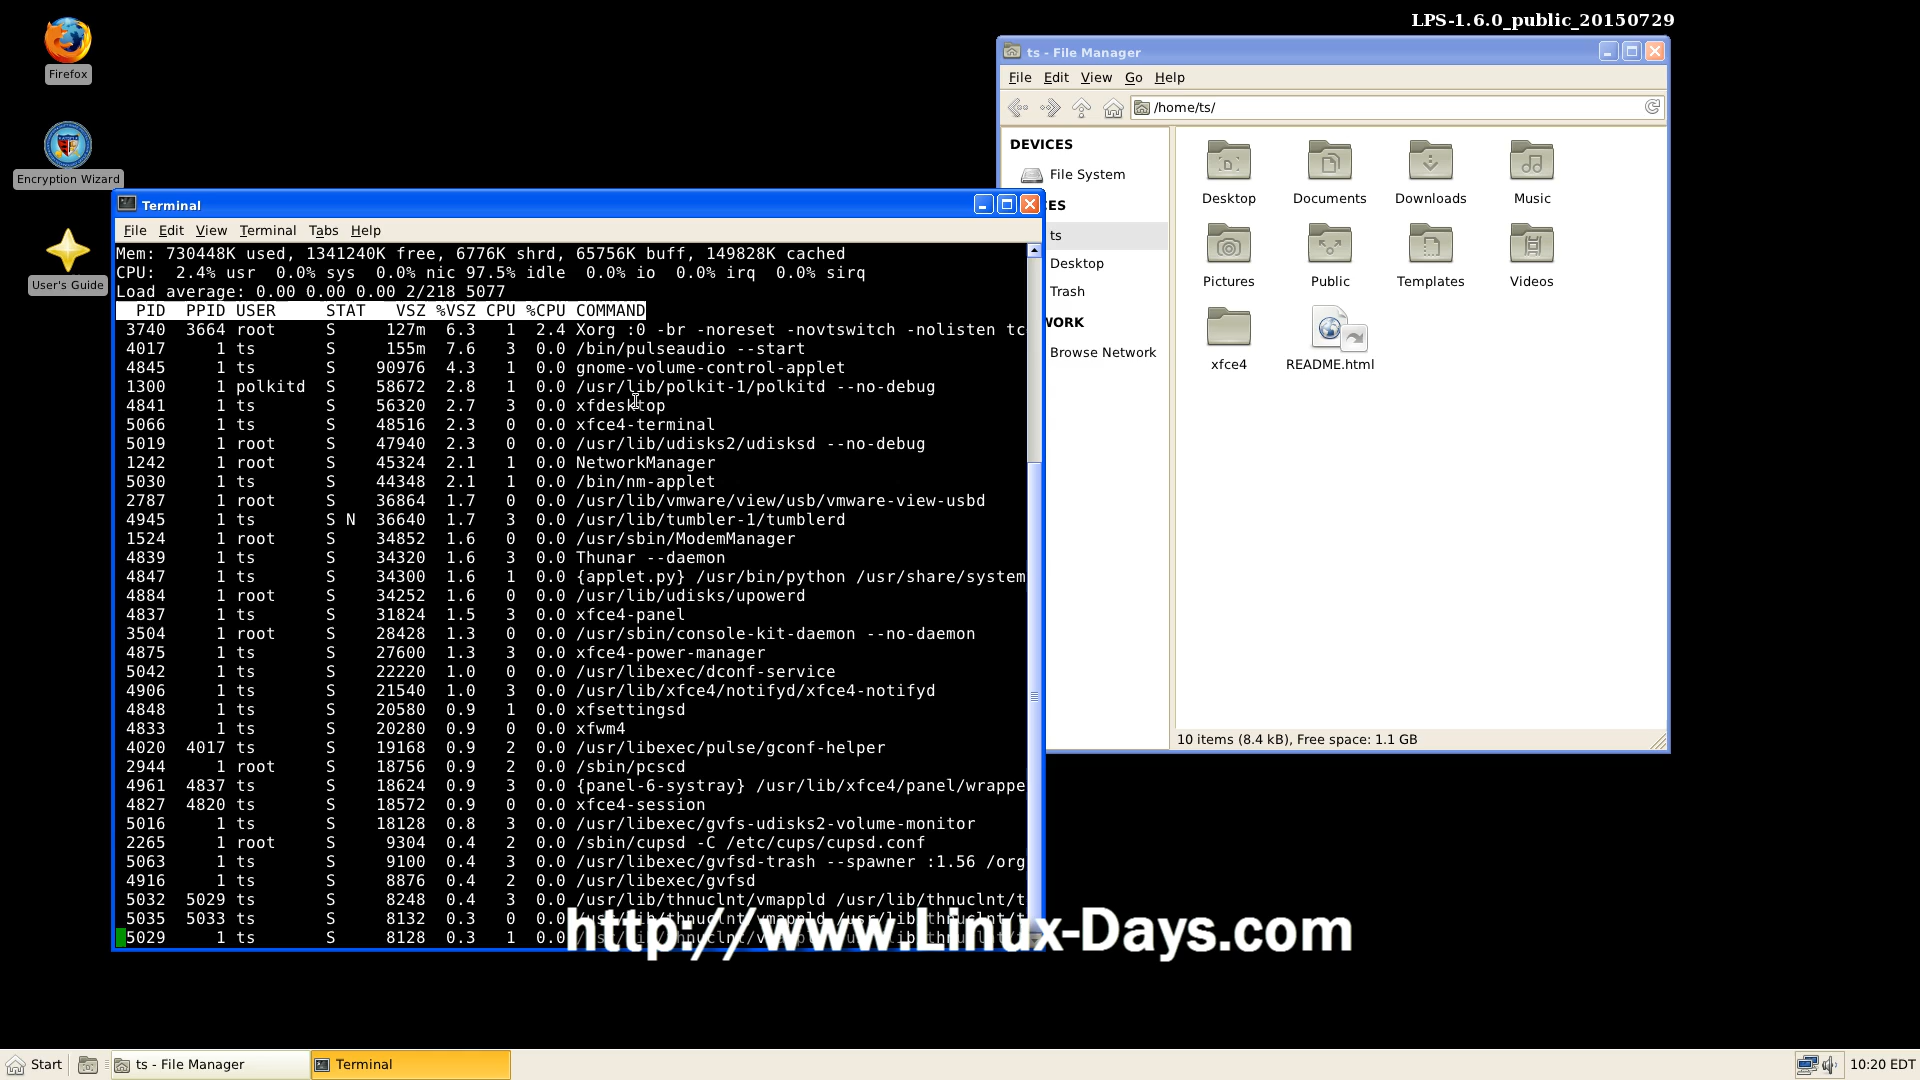 LPS-1.6.0_public_20150729
Firefox
Encryption Wizard
User's Guide
ts - File Manager
File Edit View Go Help
/home/ts/
DEVICES
File System
CES
ts
Desktop
Trash
WORK
Browse Network
Desktop Documents Downloads Music
Pictures Public Templates Videos
xfce4 README.html
10 items (8.4 kB), Free space: 1.1 GB
Terminal
File Edit View Terminal Tabs Help
Mem: 730448K used, 1341240K free, 6776K shrd, 65756K buff, 149828K cached
CPU: 2.4% usr 0.0% sys 0.0% nic 97.5% idle 0.0% io 0.0% irq 0.0% sirq
Load average: 0.00 0.00 0.00 2/218 5077
PID PPID USER STAT VSZ %VSZ CPU %CPU COMMAND
3740 3664 root S 127m 6.3 1 2.4 Xorg :0 -br -noreset -novtswitch -nolisten tc
4017 1 ts S 155m 7.6 3 0.0 /bin/pulseaudio --start
4845 1 ts S 90976 4.3 1 0.0 gnome-volume-control-applet
1300 1 polkitd S 58672 2.8 1 0.0 /usr/lib/polkit-1/polkitd --no-debug
4841 1 ts S 56320 2.7 3 0.0 xfdesktop
5066 1 ts S 48516 2.3 0 0.0 xfce4-terminal
5019 1 root S 47940 2.3 0 0.0 /usr/lib/udisks2/udisksd --no-debug
1242 1 root S 45324 2.1 1 0.0 NetworkManager
5030 1 ts S 44348 2.1 1 0.0 /bin/nm-applet
2787 1 root S 36864 1.7 0 0.0 /usr/lib/vmware/view/usb/vmware-view-usbd
4945 1 ts S N 36640 1.7 3 0.0 /usr/lib/tumbler-1/tumblerd
1524 1 root S 34852 1.6 0 0.0 /usr/sbin/ModemManager
4839 1 ts S 34320 1.6 3 0.0 Thunar --daemon
4847 1 ts S 34300 1.6 1 0.0 {applet.py} /usr/bin/python /usr/share/system
4884 1 root S 34252 1.6 0 0.0 /usr/lib/udisks/upowerd
4837 1 ts S 31824 1.5 3 0.0 xfce4-panel
3504 1 root S 28428 1.3 0 0.0 /usr/sbin/console-kit-daemon --no-daemon
4875 1 ts S 27600 1.3 3 0.0 xfce4-power-manager
5042 1 ts S 22220 1.0 0 0.0 /usr/libexec/dconf-service
4906 1 ts S 21540 1.0 3 0.0 /usr/lib/xfce4/notifyd/xfce4-notifyd
4848 1 ts S 20580 0.9 1 0.0 xfsettingsd
4833 1 ts S 20280 0.9 0 0.0 xfwm4
4020 4017 ts S 19168 0.9 2 0.0 /usr/libexec/pulse/gconf-helper
2944 1 root S 18756 0.9 2 0.0 /sbin/pcscd
4961 4837 ts S 18624 0.9 3 0.0 {panel-6-systray} /usr/lib/xfce4/panel/wrappe
4827 4820 ts S 18572 0.9 0 0.0 xfce4-session
5016 1 ts S 18128 0.8 3 0.0 /usr/libexec/gvfs-udisks2-volume-monitor
2265 1 root S 9304 0.4 2 0.0 /sbin/cupsd -C /etc/cups/cupsd.conf
5063 1 ts S 9100 0.4 3 0.0 /usr/libexec/gvfsd-trash --spawner :1.56 /org
4916 1 ts S 8876 0.4 2 0.0 /usr/libexec/gvfsd
5032 5029 ts S 8248 0.4 3 0.0 /usr/lib/thnuclnt/vmappld /usr/lib/thnuclnt/t
5035 5033 ts S 8132 0.3 0 0.0 /usr/lib/thnuclnt/vmappld /usr/lib/thnuclnt/t
5029 1 ts S 8128 0.3 1 0.0
http://www.Linux-Days.com
Start ts - File Manager Terminal 10:20 EDT